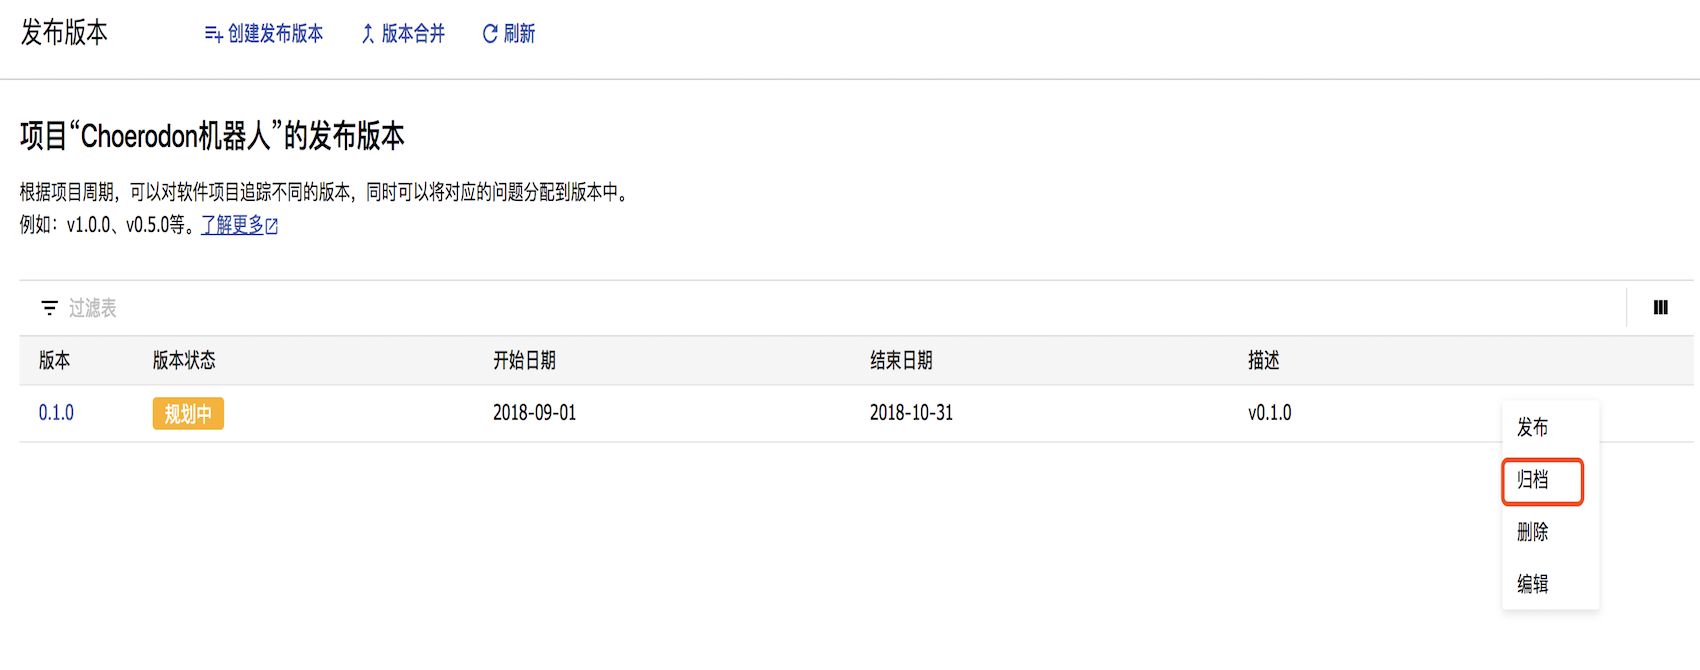 发布版本 创建发布版本 版本合并 刷新
项目“Choerodon机器人”的发布版本
根据项目周期，可以对软件项目追踪不同的版本，同时可以将对应的问题分配到版本中。
例如：v1.0.0、v0.5.0等。了解更多
过滤表
版本 版本状态 开始日期 结束日期 描述
0.1.0 规划中 2018-09-01 2018-10-31 v0.1.0
发布
归档
删除
编辑